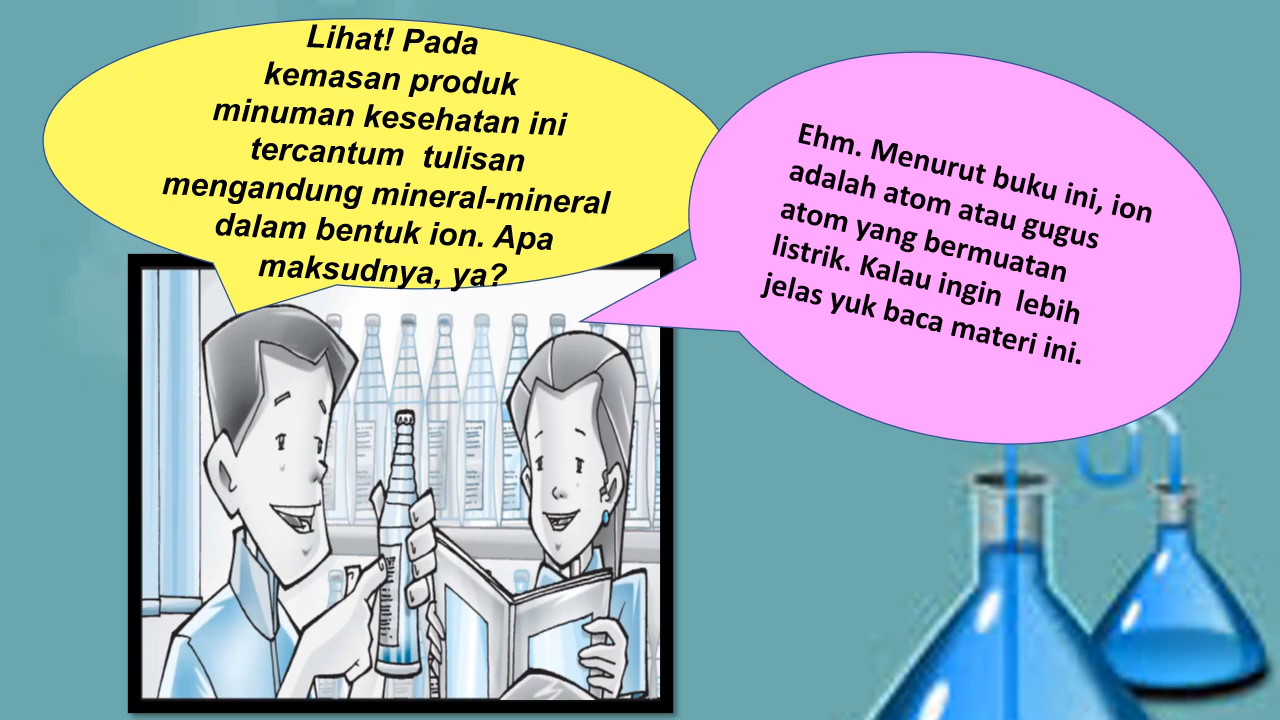 Lihat! Pada
kemasan produk
minuman kesehatan ini
tercantum  tulisan
mengandung mineral-mineral
dalam bentuk ion. Apa
maksudnya, ya?
Ehm. Menurut buku ini, ion
adalah atom atau gugus
atom yang bermuatan
listrik. Kalau ingin  lebih
jelas yuk baca materi ini.